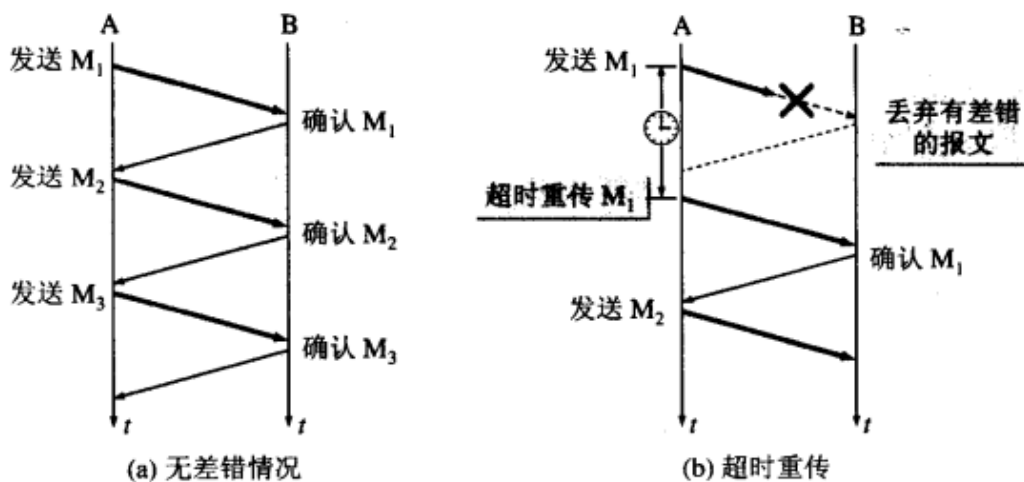 A
B
发送 M₁
确认 M₁
发送 M₂
确认 M₂
发送 M₃
确认 M₃
t
t
(a) 无差错情况
A
B
发送 M₁
丢弃有差错
的报文
超时重传 M₁
确认 M₁
发送 M₂
t
t
(b) 超时重传